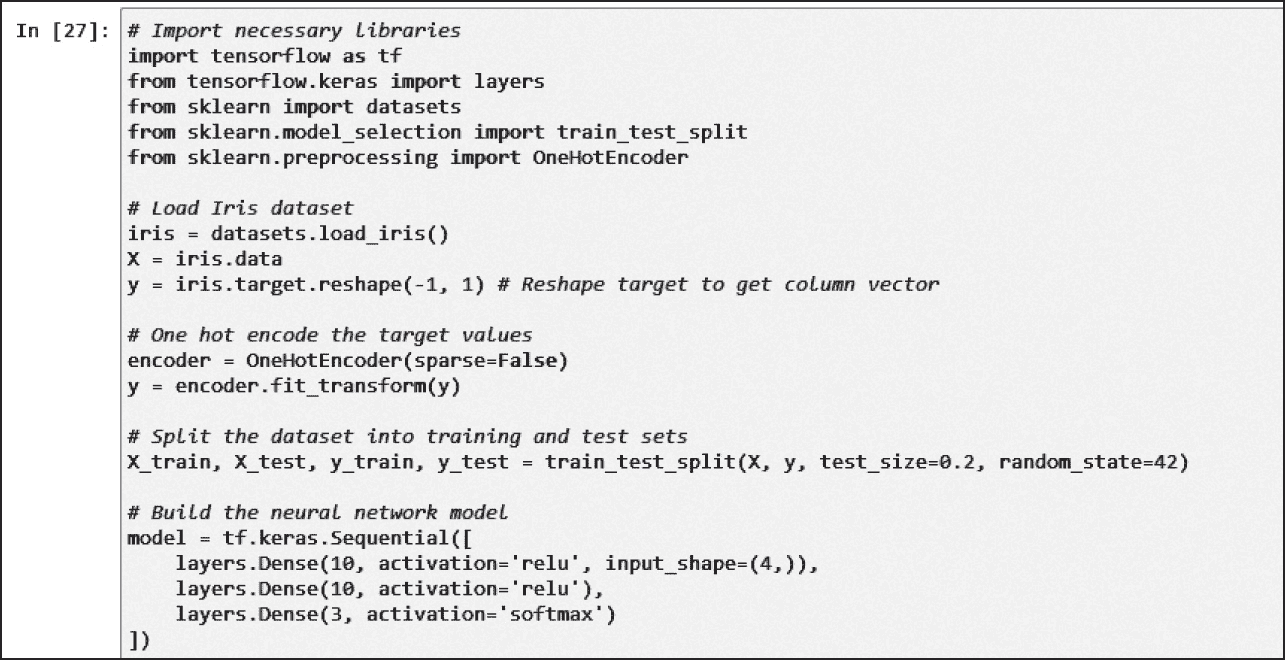 In [27]: # Import necessary libraries
import tensorflow as tf
from tensorflow.keras import layers
from sklearn import datasets
from sklearn.model_selection import train_test_split
from sklearn.preprocessing import OneHotEncoder

# Load Iris dataset
iris = datasets.load_iris()
X = iris.data
y = iris.target.reshape(-1, 1) # Reshape target to get column vector

# One hot encode the target values
encoder = OneHotEncoder(sparse=False)
y = encoder.fit_transform(y)

# Split the dataset into training and test sets
X_train, X_test, y_train, y_test = train_test_split(X, y, test_size=0.2, random_state=42)

# Build the neural network model
model = tf.keras.Sequential([
    layers.Dense(10, activation='relu', input_shape=(4,)),
    layers.Dense(10, activation='relu'),
    layers.Dense(3, activation='softmax')
])